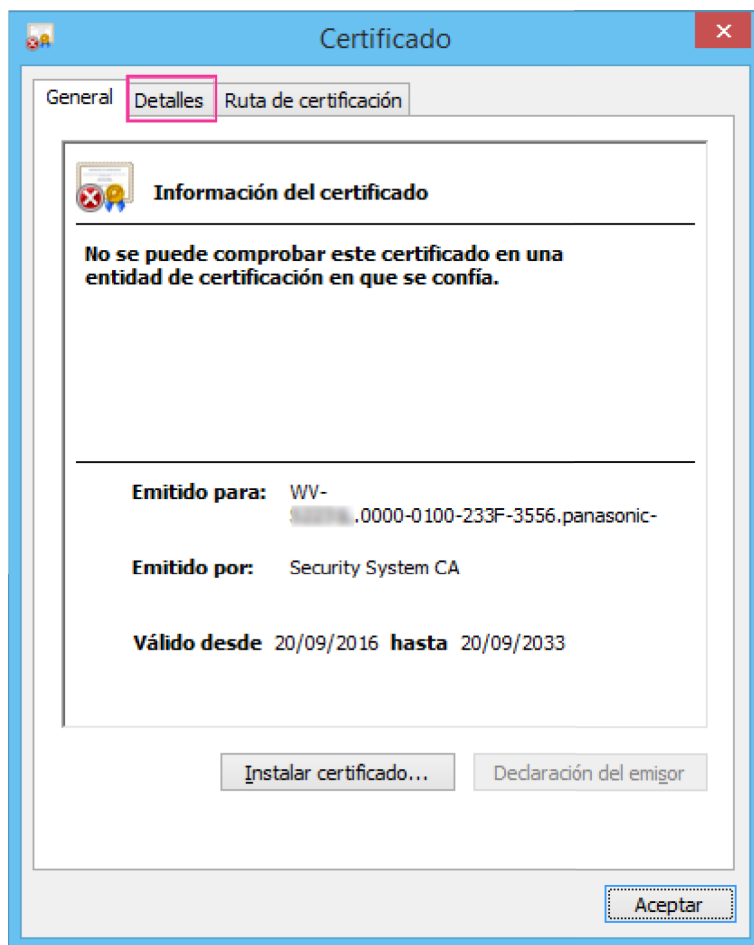 Certificado
General Detalles Ruta de certificación
Información del certificado
No se puede comprobar este certificado en una
entidad de certificación en que se confía.
Emitido para: WV-
.0000-0100-233F-3556.panasonic-
Emitido por: Security System CA
Válido desde 20/09/2016 hasta 20/09/2033
Instalar certificado... Declaración del emisor
Aceptar